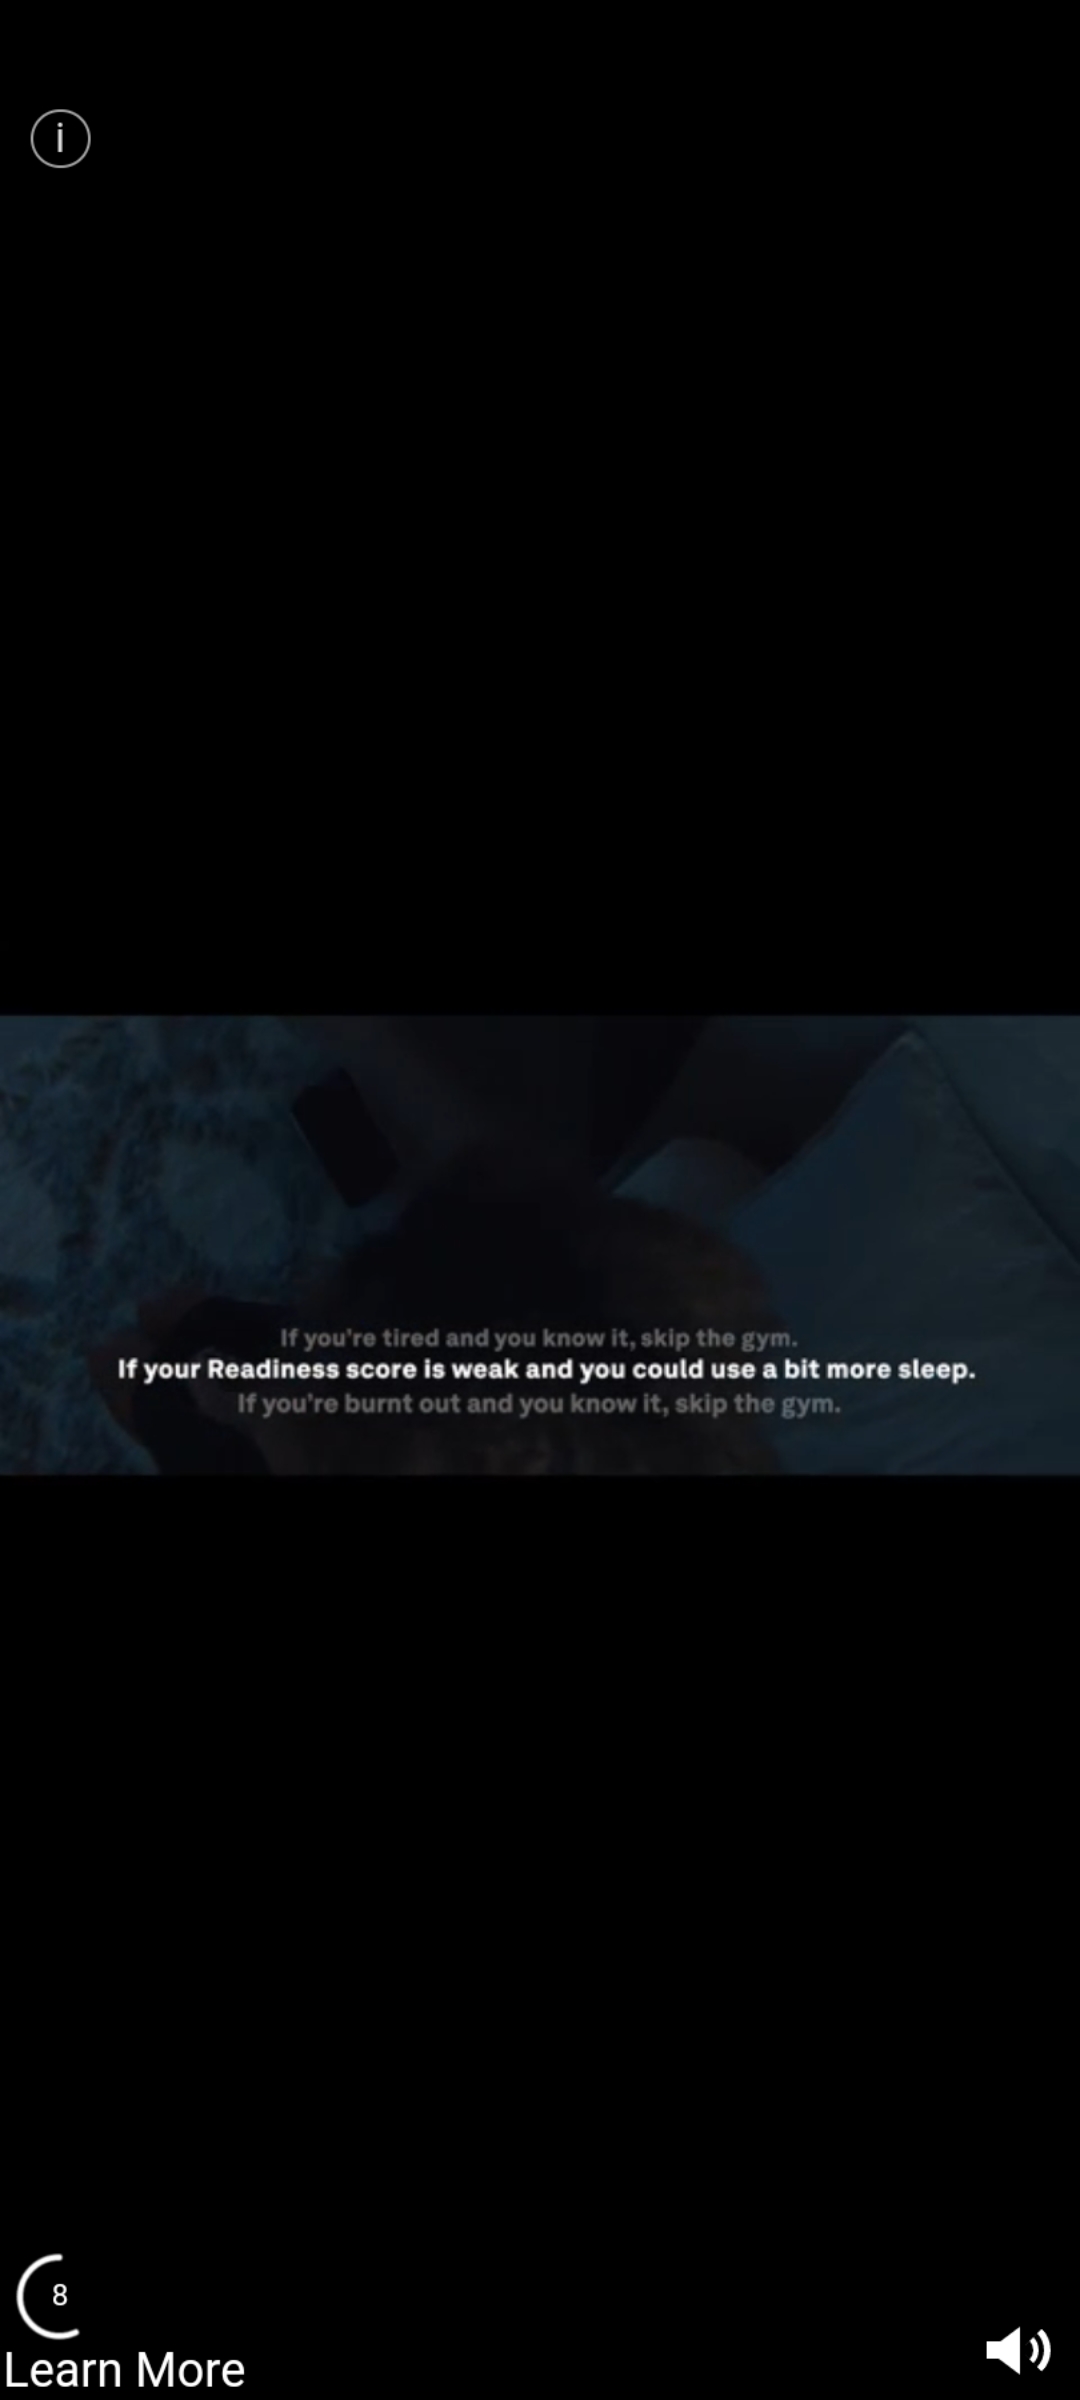 i
If you're tired and you know it, skip the gym.
If your Readiness score is weak and you could use a bit more sleep.
If you're burnt out and you know it, skip the gym.
8
Learn More